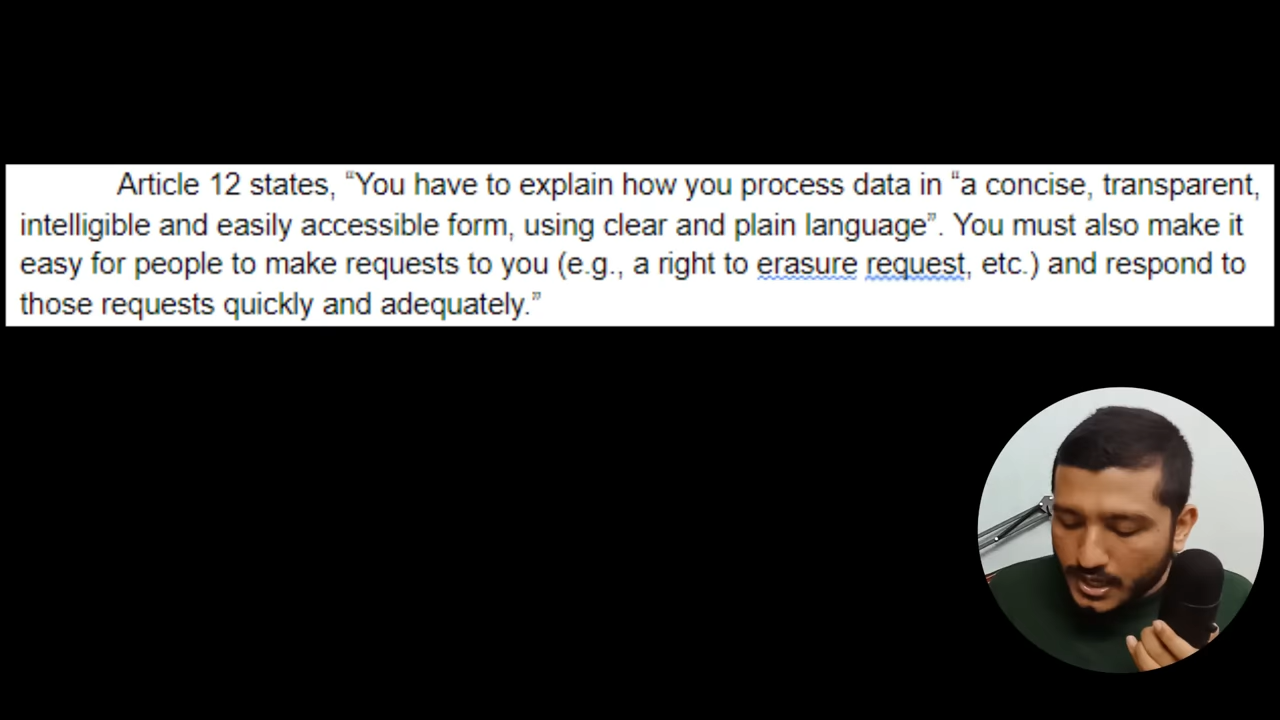 Article 12 states, “You have to explain how you process data in “a concise, transparent,
intelligible and easily accessible form, using clear and plain language”. You must also make it
easy for people to make requests to you (e.g., a right to erasure request, etc.) and respond to
those requests quickly and adequately.”